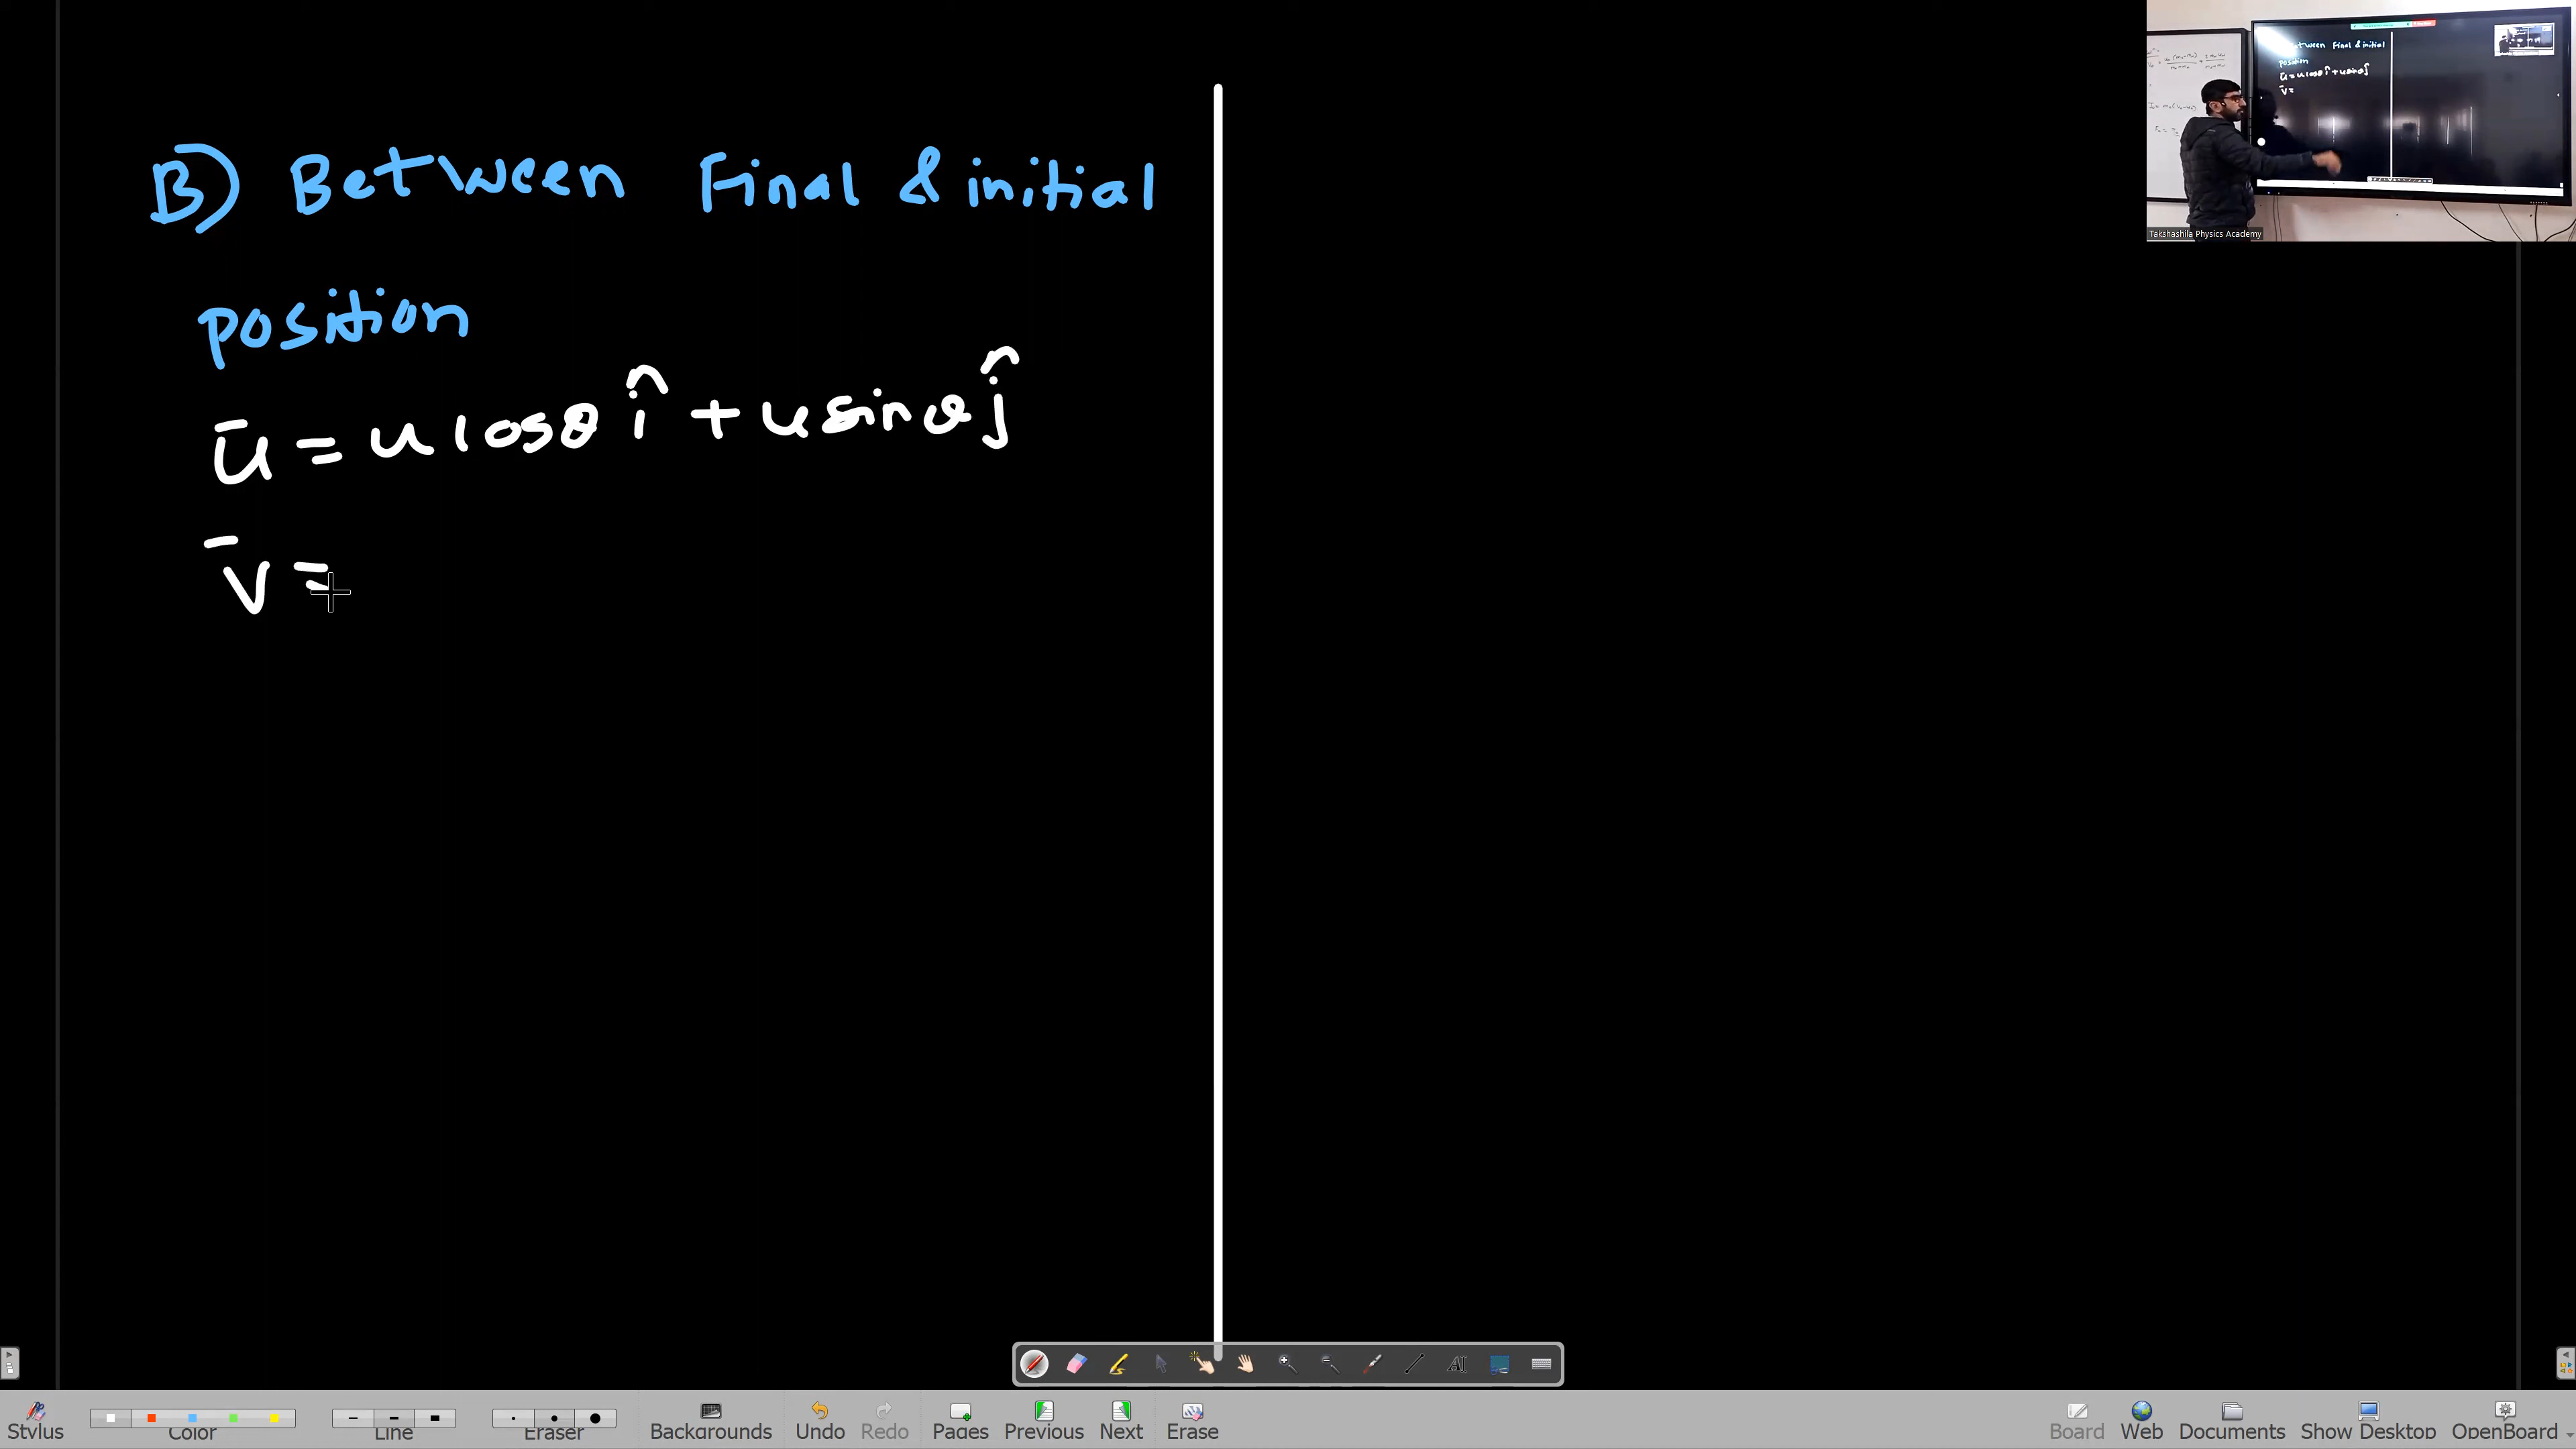 B) Between Final & initial
position
ū = u cosθ î + u sinθ ĵ
v̄ =
Takshashila Physics Academy
Stylus
Color
Line
Eraser
Backgrounds
Undo
Redo
Pages
Previous
Next
Erase
Board
Web
Documents
Show Desktop
OpenBoard